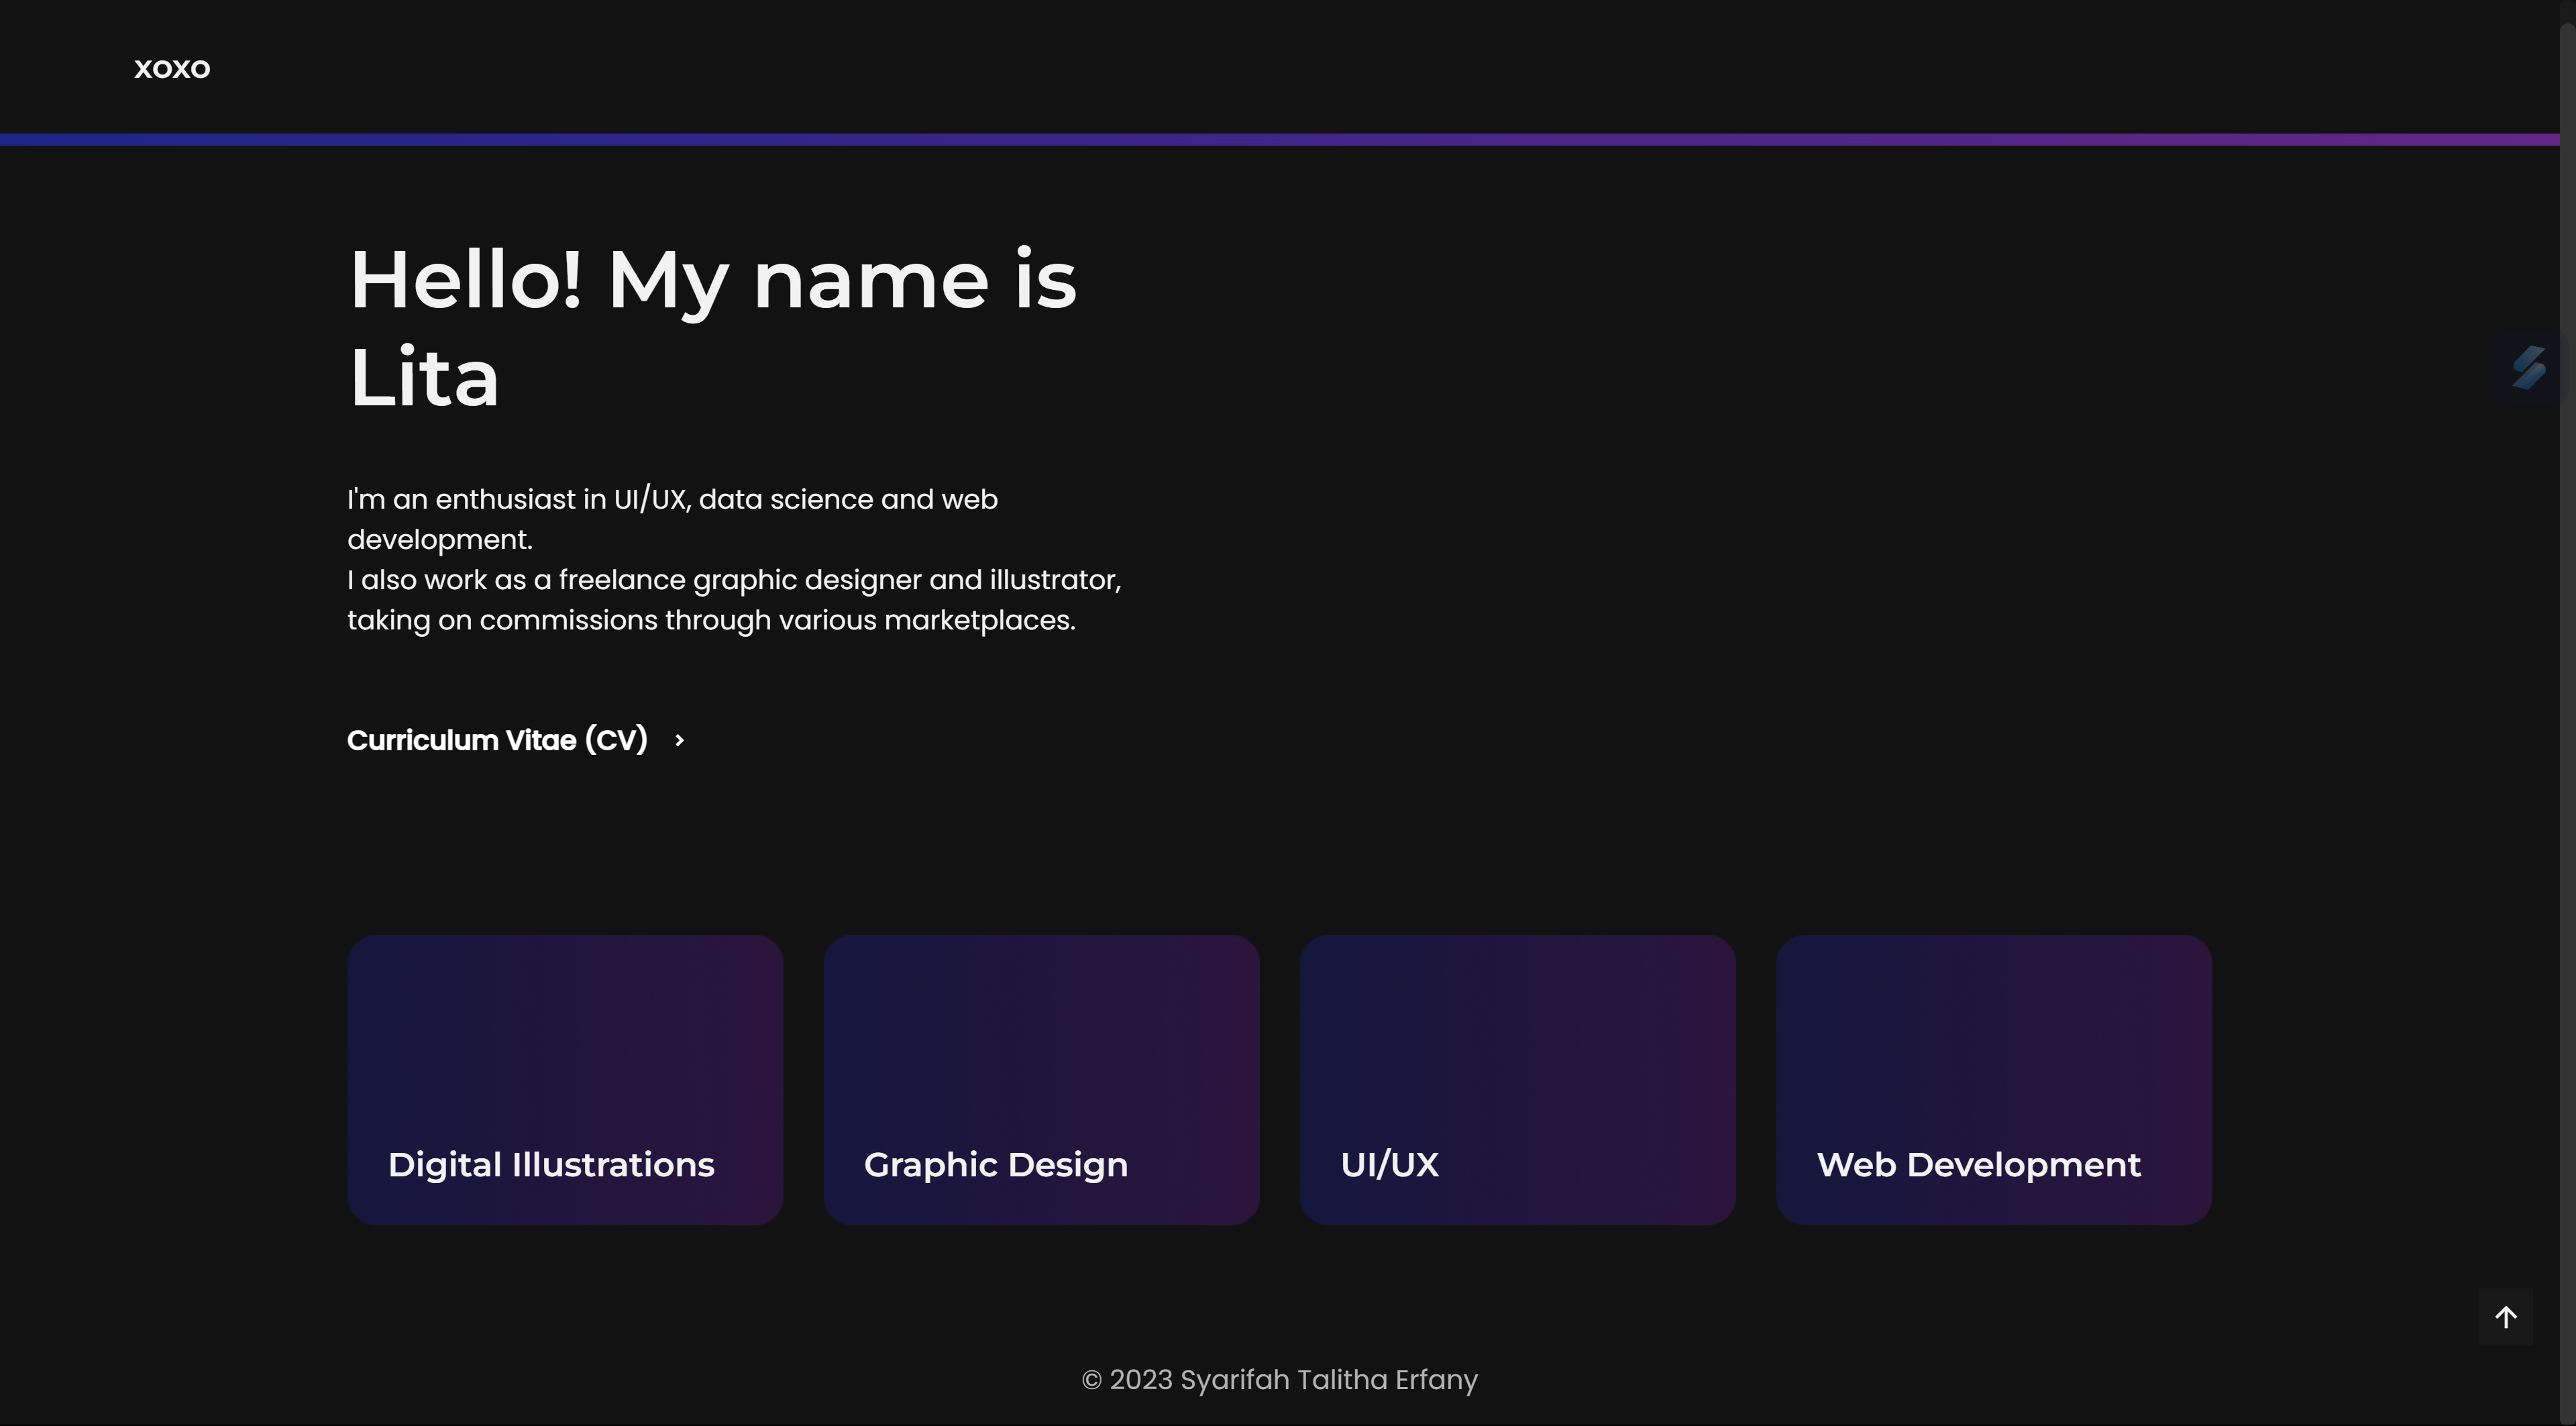 xoxo
Hello! My name is
Lita
I'm an enthusiast in UI/UX, data science and web
development.
I also work as a freelance graphic designer and illustrator,
taking on commissions through various marketplaces.
Curriculum Vitae (CV)
Digital Illustrations
Graphic Design
UI/UX
Web Development
© 2023 Syarifah Talitha Erfany